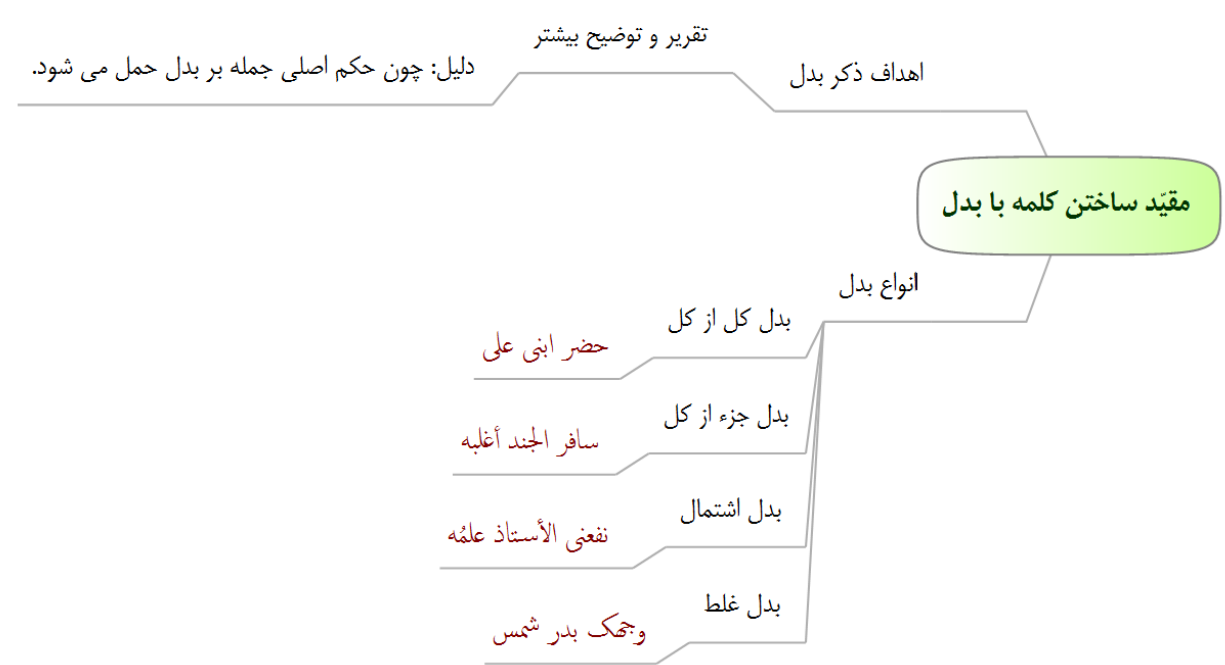 مقیّد ساختن کلمه با بدل
اهداف ذکر بدل
تقریر و توضیح بیشتر
دلیل: چون حکم اصلی جمله بر بدل حمل می شود.
انواع بدل
بدل کل از کل
حضر ابنی علی
بدل جزء از کل
سافر الجند أغلبه
بدل اشتمال
نفعنی الأستاذ علمُه
بدل غلط
وجهک بدر شمس